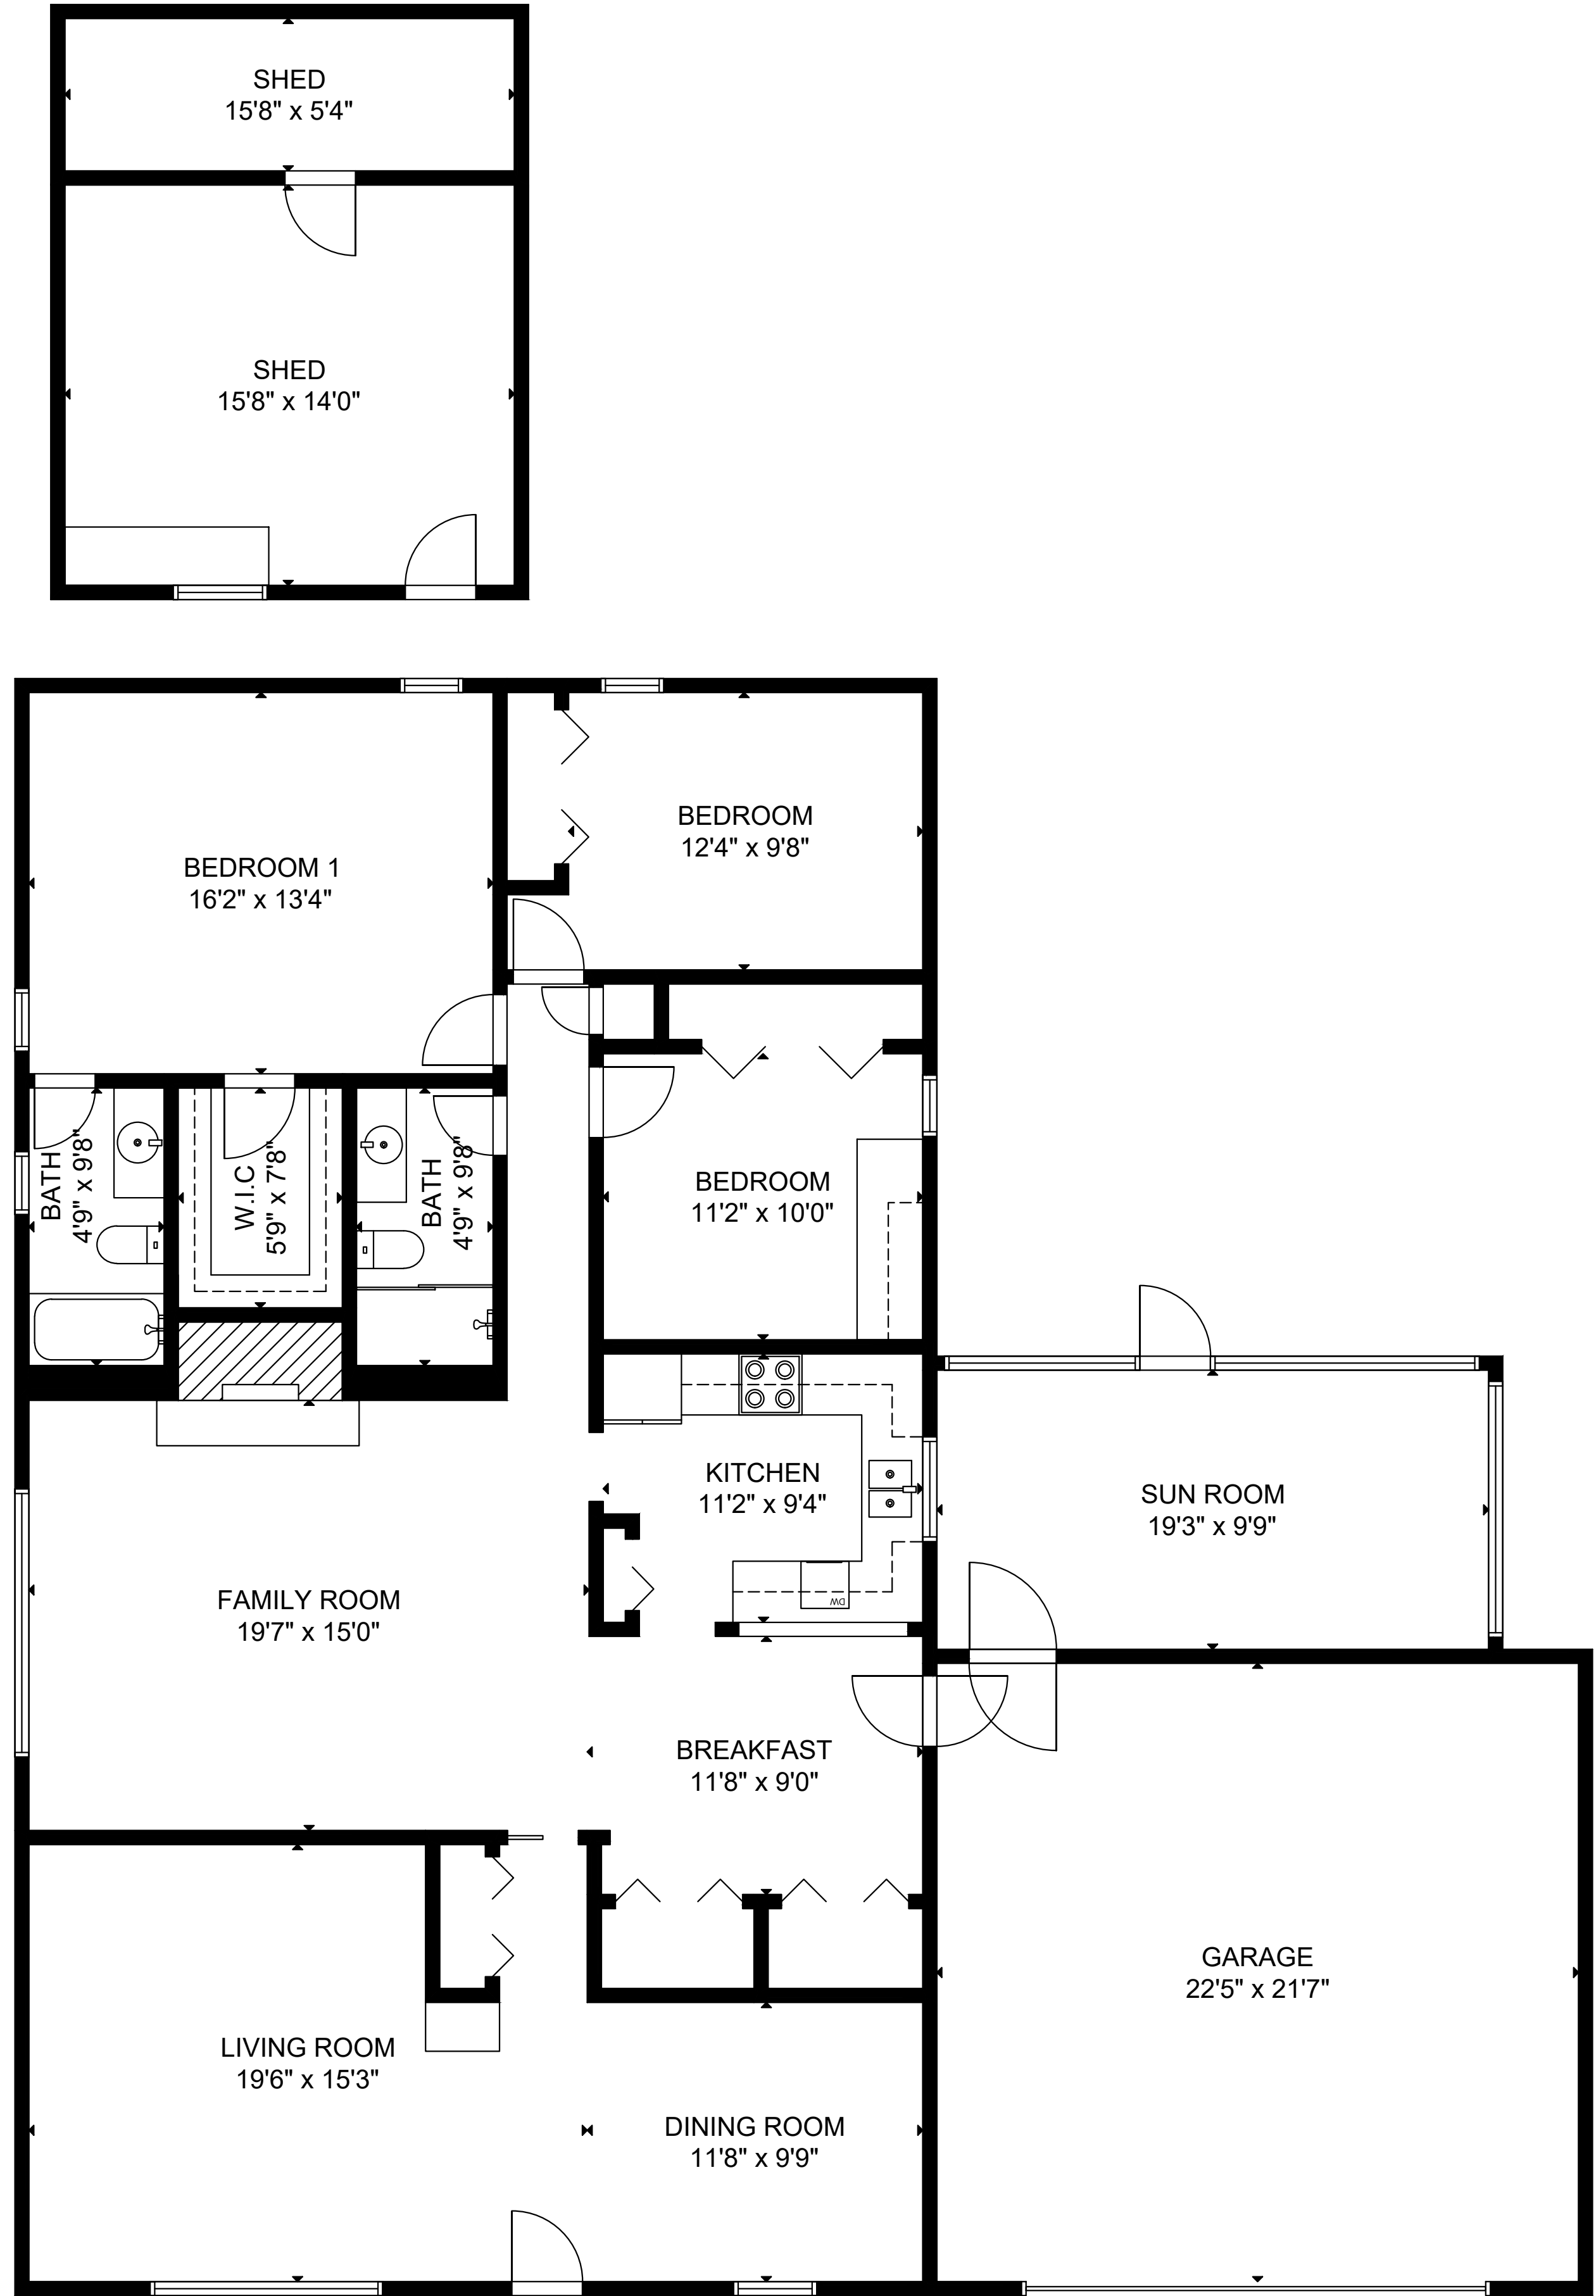 SHED
15'8" x 5'4"
SHED
15'8" x 14'0"
BEDROOM
12'4" x 9'8"
BEDROOM 1
16'2" x 13'4"
BATH
4'9" x 9'8"
W.I.C
5'9" x 7'8"
BATH
4'9" x 9'8"
BEDROOM
11'2" x 10'0"
KITCHEN
11'2" x 9'4"
DW
SUN ROOM
19'3" x 9'9"
FAMILY ROOM
19'7" x 15'0"
BREAKFAST
11'8" x 9'0"
GARAGE
22'5" x 21'7"
LIVING ROOM
19'6" x 15'3"
DINING ROOM
11'8" x 9'9"